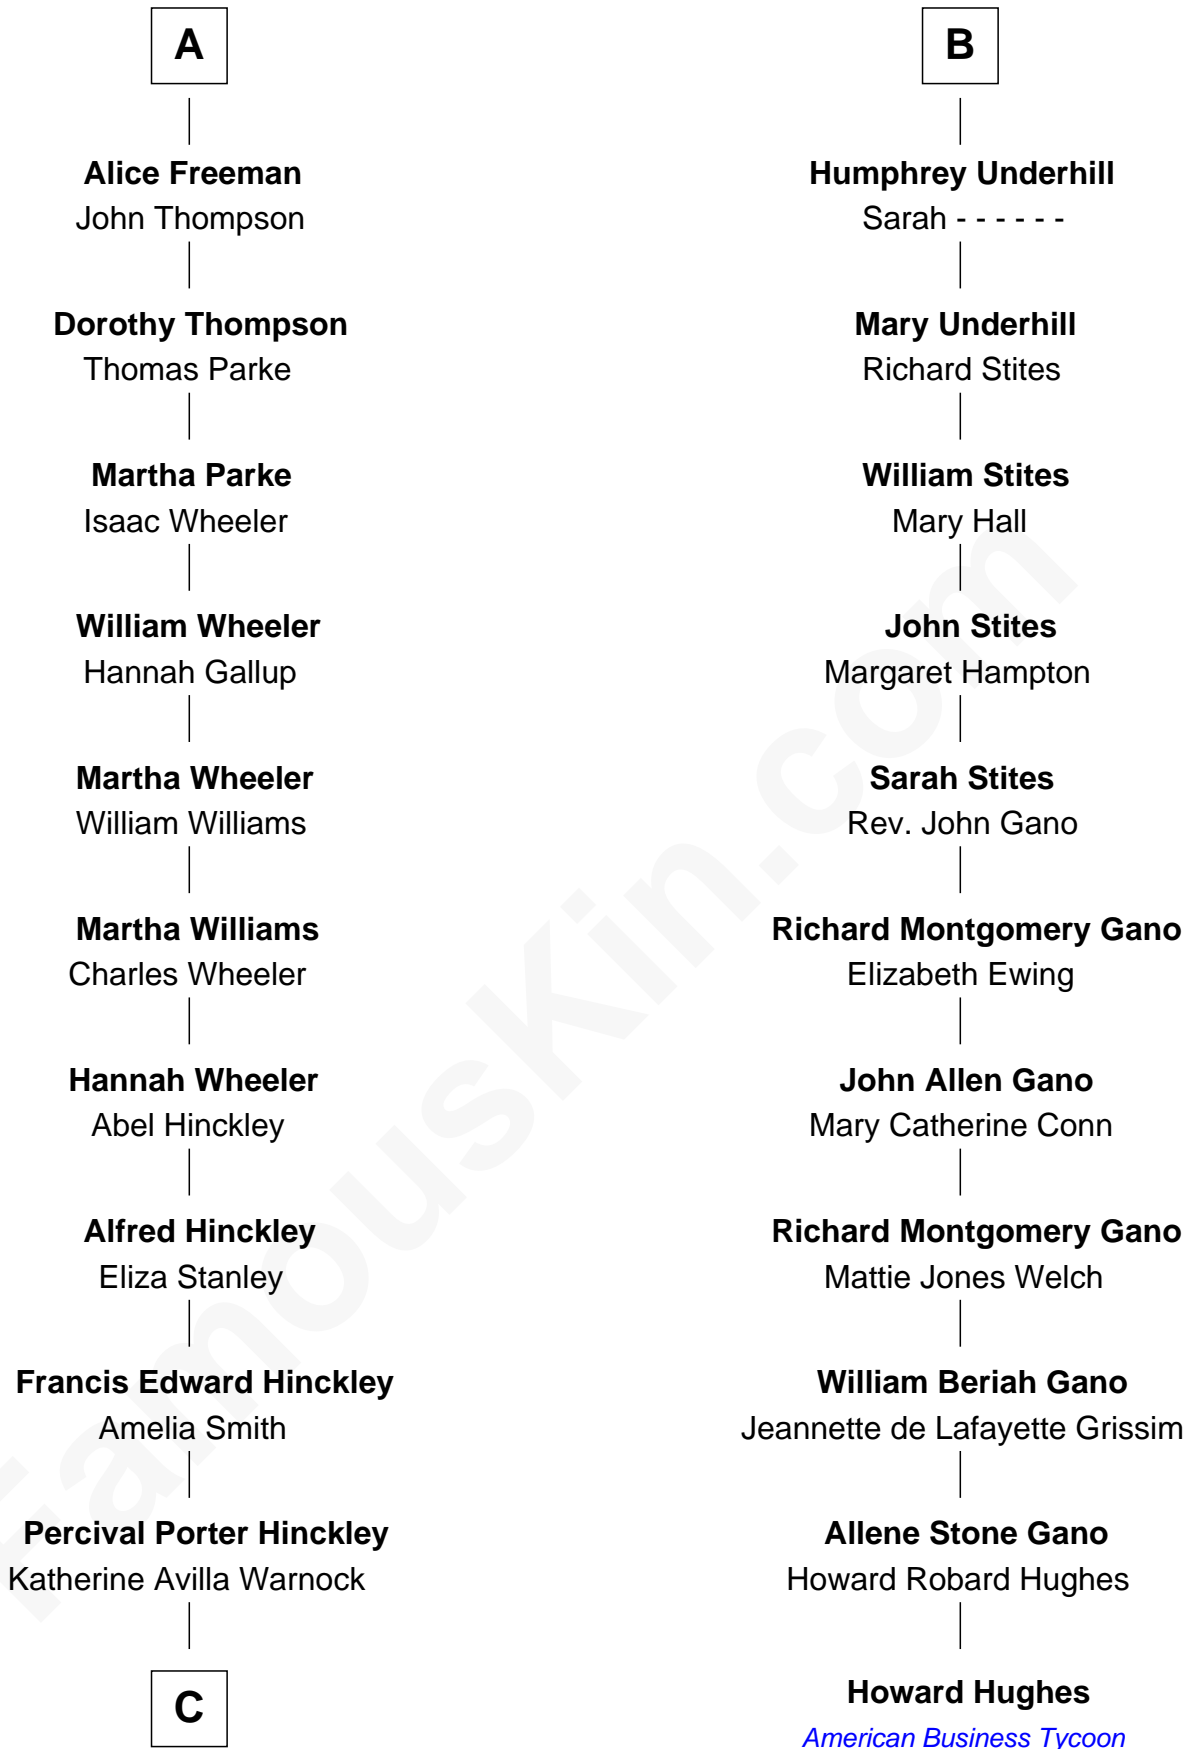 A
Alice Freeman
John Thompson
Dorothy Thompson
Thomas Parke
Martha Parke
Isaac Wheeler
William Wheeler
Hannah Gallup
Martha Wheeler
William Williams
Martha Williams
Charles Wheeler
Hannah Wheeler
Abel Hinckley
Alfred Hinckley
Eliza Stanley
Francis Edward Hinckley
Amelia Smith
Percival Porter Hinckley
Katherine Avilla Warnock
C
B
Humphrey Underhill
Sarah - - - - - -
Mary Underhill
Richard Stites
William Stites
Mary Hall
John Stites
Margaret Hampton
Sarah Stites
Rev. John Gano
Richard Montgomery Gano
Elizabeth Ewing
John Allen Gano
Mary Catherine Conn
Richard Montgomery Gano
Mattie Jones Welch
William Beriah Gano
Jeannette de Lafayette Grissim
Allene Stone Gano
Howard Robard Hughes
Howard Hughes
American Business Tycoon
FamousKin.com